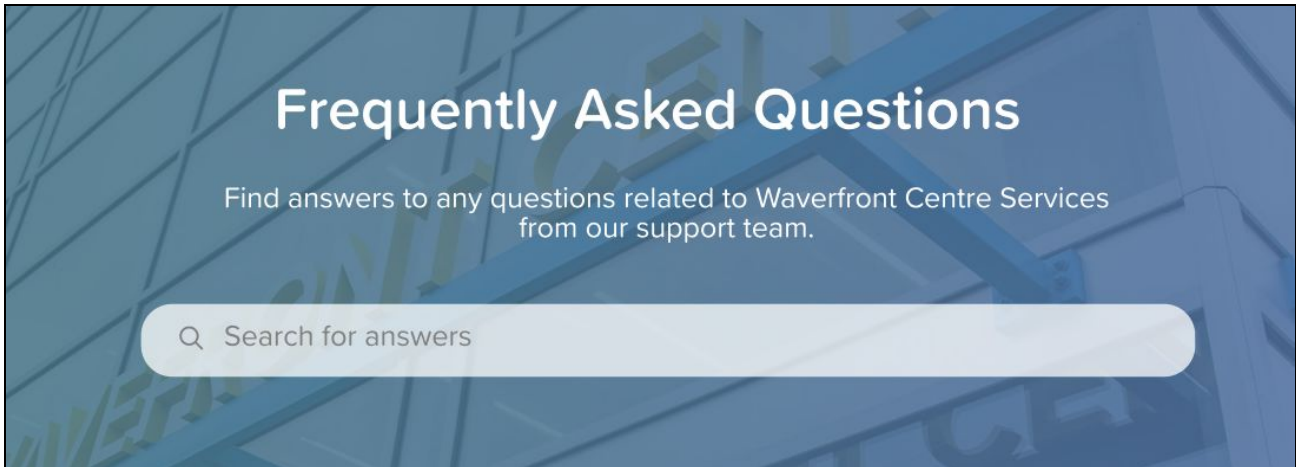 Frequently Asked Questions
Find answers to any questions related to Waverfront Centre Services
from our support team.
Search for answers